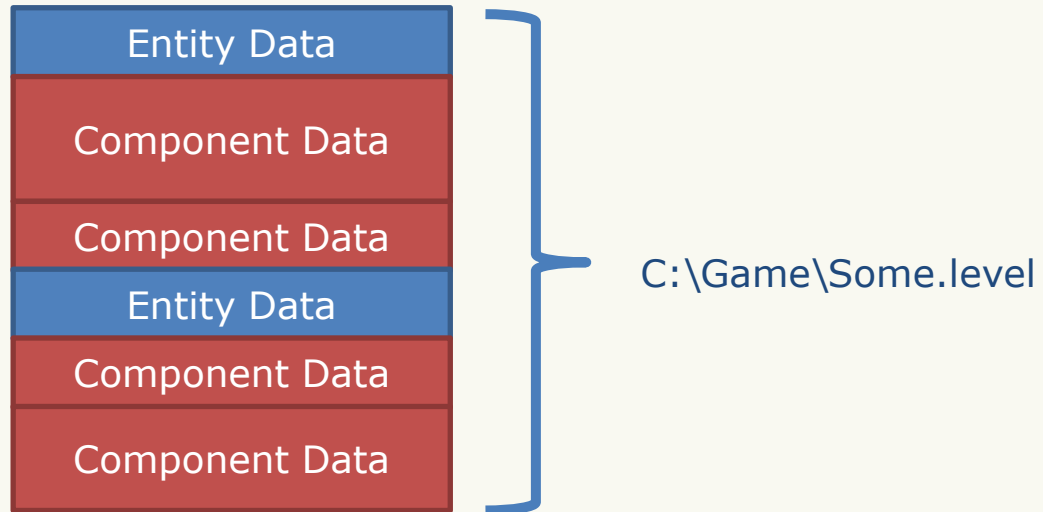 Entity Data
Component Data
Component Data
Entity Data
Component Data
Component Data
C:\Game\Some.level